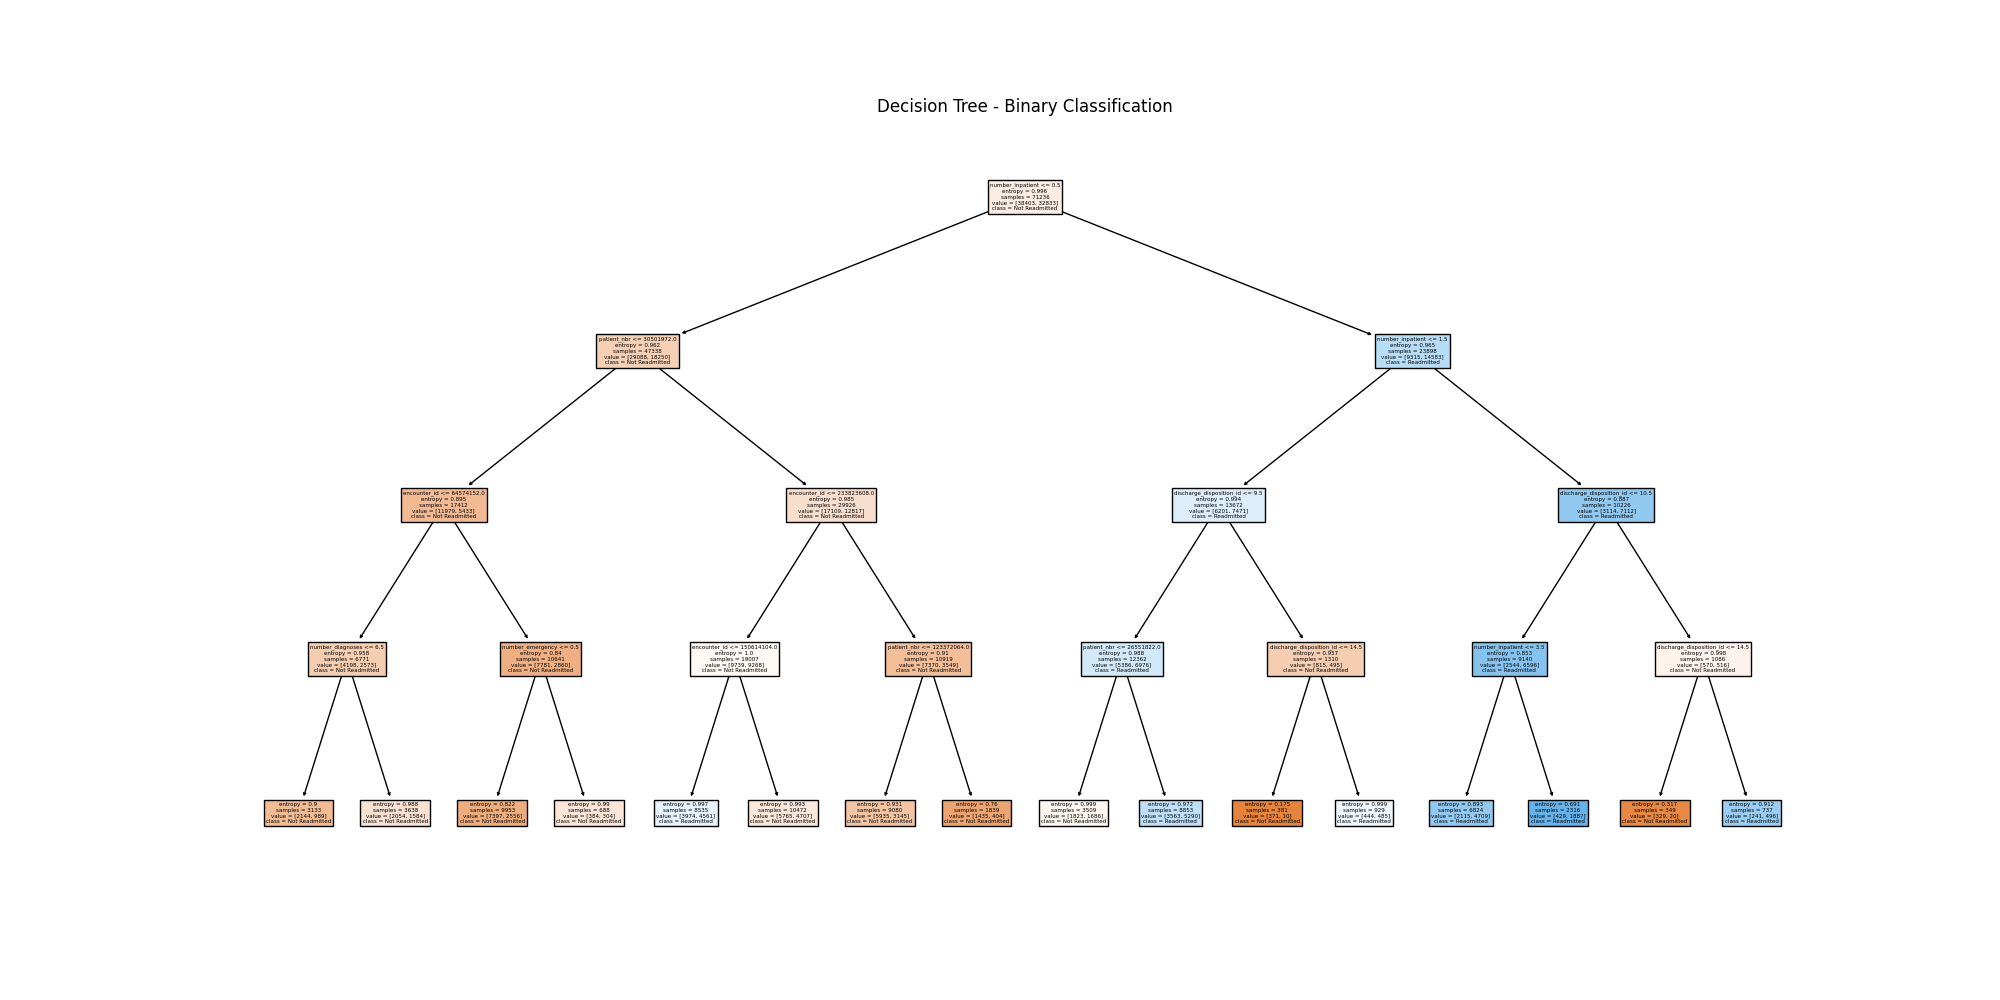 Decision Tree - Binary Classification
number_inpatient <= 0.5
entropy = 0.996
samples = 71236
value = [38403, 32833]
class = Not Readmitted
patient_nbr <= 30501972.0
entropy = 0.962
samples = 47338
value = [29088, 18250]
class = Not Readmitted
number_inpatient <= 1.5
entropy = 0.965
samples = 23898
value = [9315, 14583]
class = Readmitted
encounter_id <= 64574152.0
entropy = 0.895
samples = 17412
value = [11979, 5433]
class = Not Readmitted
encounter_id <= 233823608.0
entropy = 0.985
samples = 29926
value = [17109, 12817]
class = Not Readmitted
discharge_disposition_id <= 9.5
entropy = 0.994
samples = 13672
value = [6201, 7471]
class = Readmitted
discharge_disposition_id <= 10.5
entropy = 0.887
samples = 10226
value = [3114, 7112]
class = Readmitted
number_diagnoses <= 6.5
entropy = 0.958
samples = 6771
value = [4198, 2573]
class = Not Readmitted
number_emergency <= 0.5
entropy = 0.84
samples = 10641
value = [7781, 2860]
class = Not Readmitted
encounter_id <= 150614104.0
entropy = 1.0
samples = 19007
value = [9739, 9268]
class = Not Readmitted
patient_nbr <= 123372064.0
entropy = 0.91
samples = 10919
value = [7370, 3549]
class = Not Readmitted
patient_nbr <= 26551822.0
entropy = 0.988
samples = 12362
value = [5386, 6976]
class = Readmitted
discharge_disposition_id <= 14.5
entropy = 0.957
samples = 1310
value = [815, 495]
class = Not Readmitted
number_inpatient <= 3.5
entropy = 0.853
samples = 9140
value = [2544, 6596]
class = Readmitted
discharge_disposition_id <= 14.5
entropy = 0.998
samples = 1086
value = [570, 516]
class = Not Readmitted
entropy = 0.9
samples = 3133
value = [2144, 989]
class = Not Readmitted
entropy = 0.988
samples = 3638
value = [2054, 1584]
class = Not Readmitted
entropy = 0.822
samples = 9953
value = [7397, 2556]
class = Not Readmitted
entropy = 0.99
samples = 688
value = [384, 304]
class = Not Readmitted
entropy = 0.997
samples = 8535
value = [3974, 4561]
class = Readmitted
entropy = 0.993
samples = 10472
value = [5765, 4707]
class = Not Readmitted
entropy = 0.931
samples = 9080
value = [5935, 3145]
class = Not Readmitted
entropy = 0.76
samples = 1839
value = [1435, 404]
class = Not Readmitted
entropy = 0.999
samples = 3509
value = [1823, 1686]
class = Not Readmitted
entropy = 0.972
samples = 8853
value = [3563, 5290]
class = Readmitted
entropy = 0.175
samples = 381
value = [371, 10]
class = Not Readmitted
entropy = 0.999
samples = 929
value = [444, 485]
class = Readmitted
entropy = 0.893
samples = 6824
value = [2115, 4709]
class = Readmitted
entropy = 0.691
samples = 2316
value = [429, 1887]
class = Readmitted
entropy = 0.317
samples = 349
value = [329, 20]
class = Not Readmitted
entropy = 0.912
samples = 737
value = [241, 496]
class = Readmitted